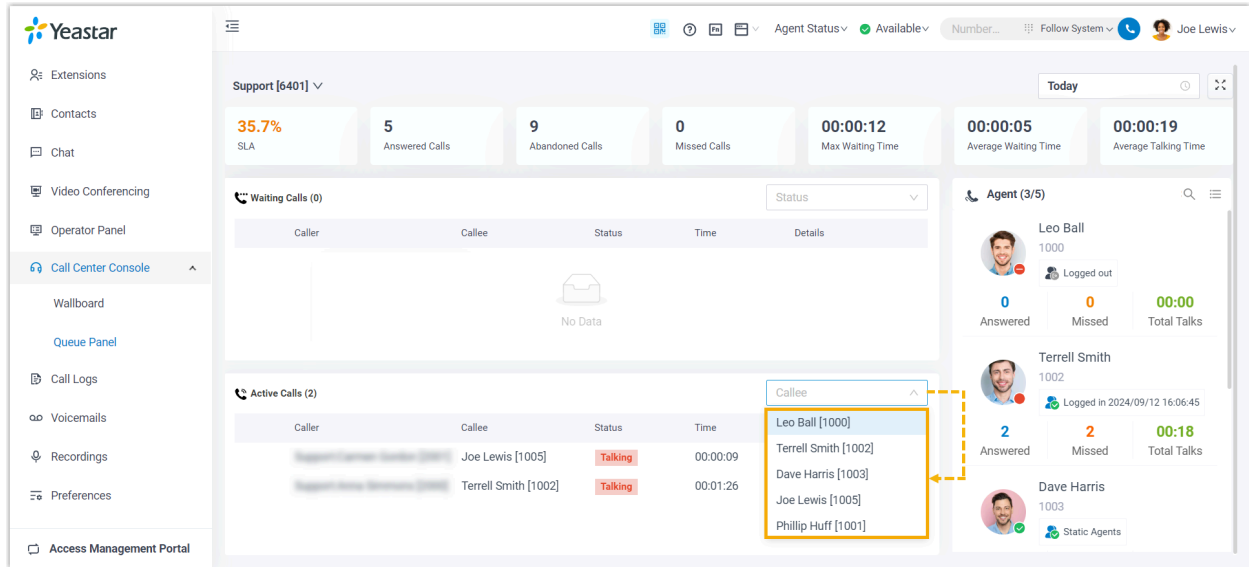 Yeastar
Fn
Agent Status
Available
Number...
Follow System
Joe Lewis
Extensions
Contacts
Chat
Video Conferencing
Operator Panel
Call Center Console
Wallboard
Queue Panel
Call Logs
Voicemails
Recordings
Preferences
Access Management Portal
Support [6401]
Today
35.7%
SLA
5
Answered Calls
9
Abandoned Calls
0
Missed Calls
00:00:12
Max Waiting Time
00:00:05
Average Waiting Time
00:00:19
Average Talking Time
Waiting Calls (0)
Status
Caller Callee Status Time Details
No Data
Active Calls (2)
Callee
Caller Callee Status Time
Joe Lewis [1005] Talking 00:00:09
Terrell Smith [1002] Talking 00:01:26
Leo Ball [1000]
Terrell Smith [1002]
Dave Harris [1003]
Joe Lewis [1005]
Phillip Huff [1001]
Agent (3/5)
Leo Ball
1000
Logged out
0 0 00:00
Answered Missed Total Talks
Terrell Smith
1002
Logged in 2024/09/12 16:06:45
2 2 00:18
Answered Missed Total Talks
Dave Harris
1003
Static Agents